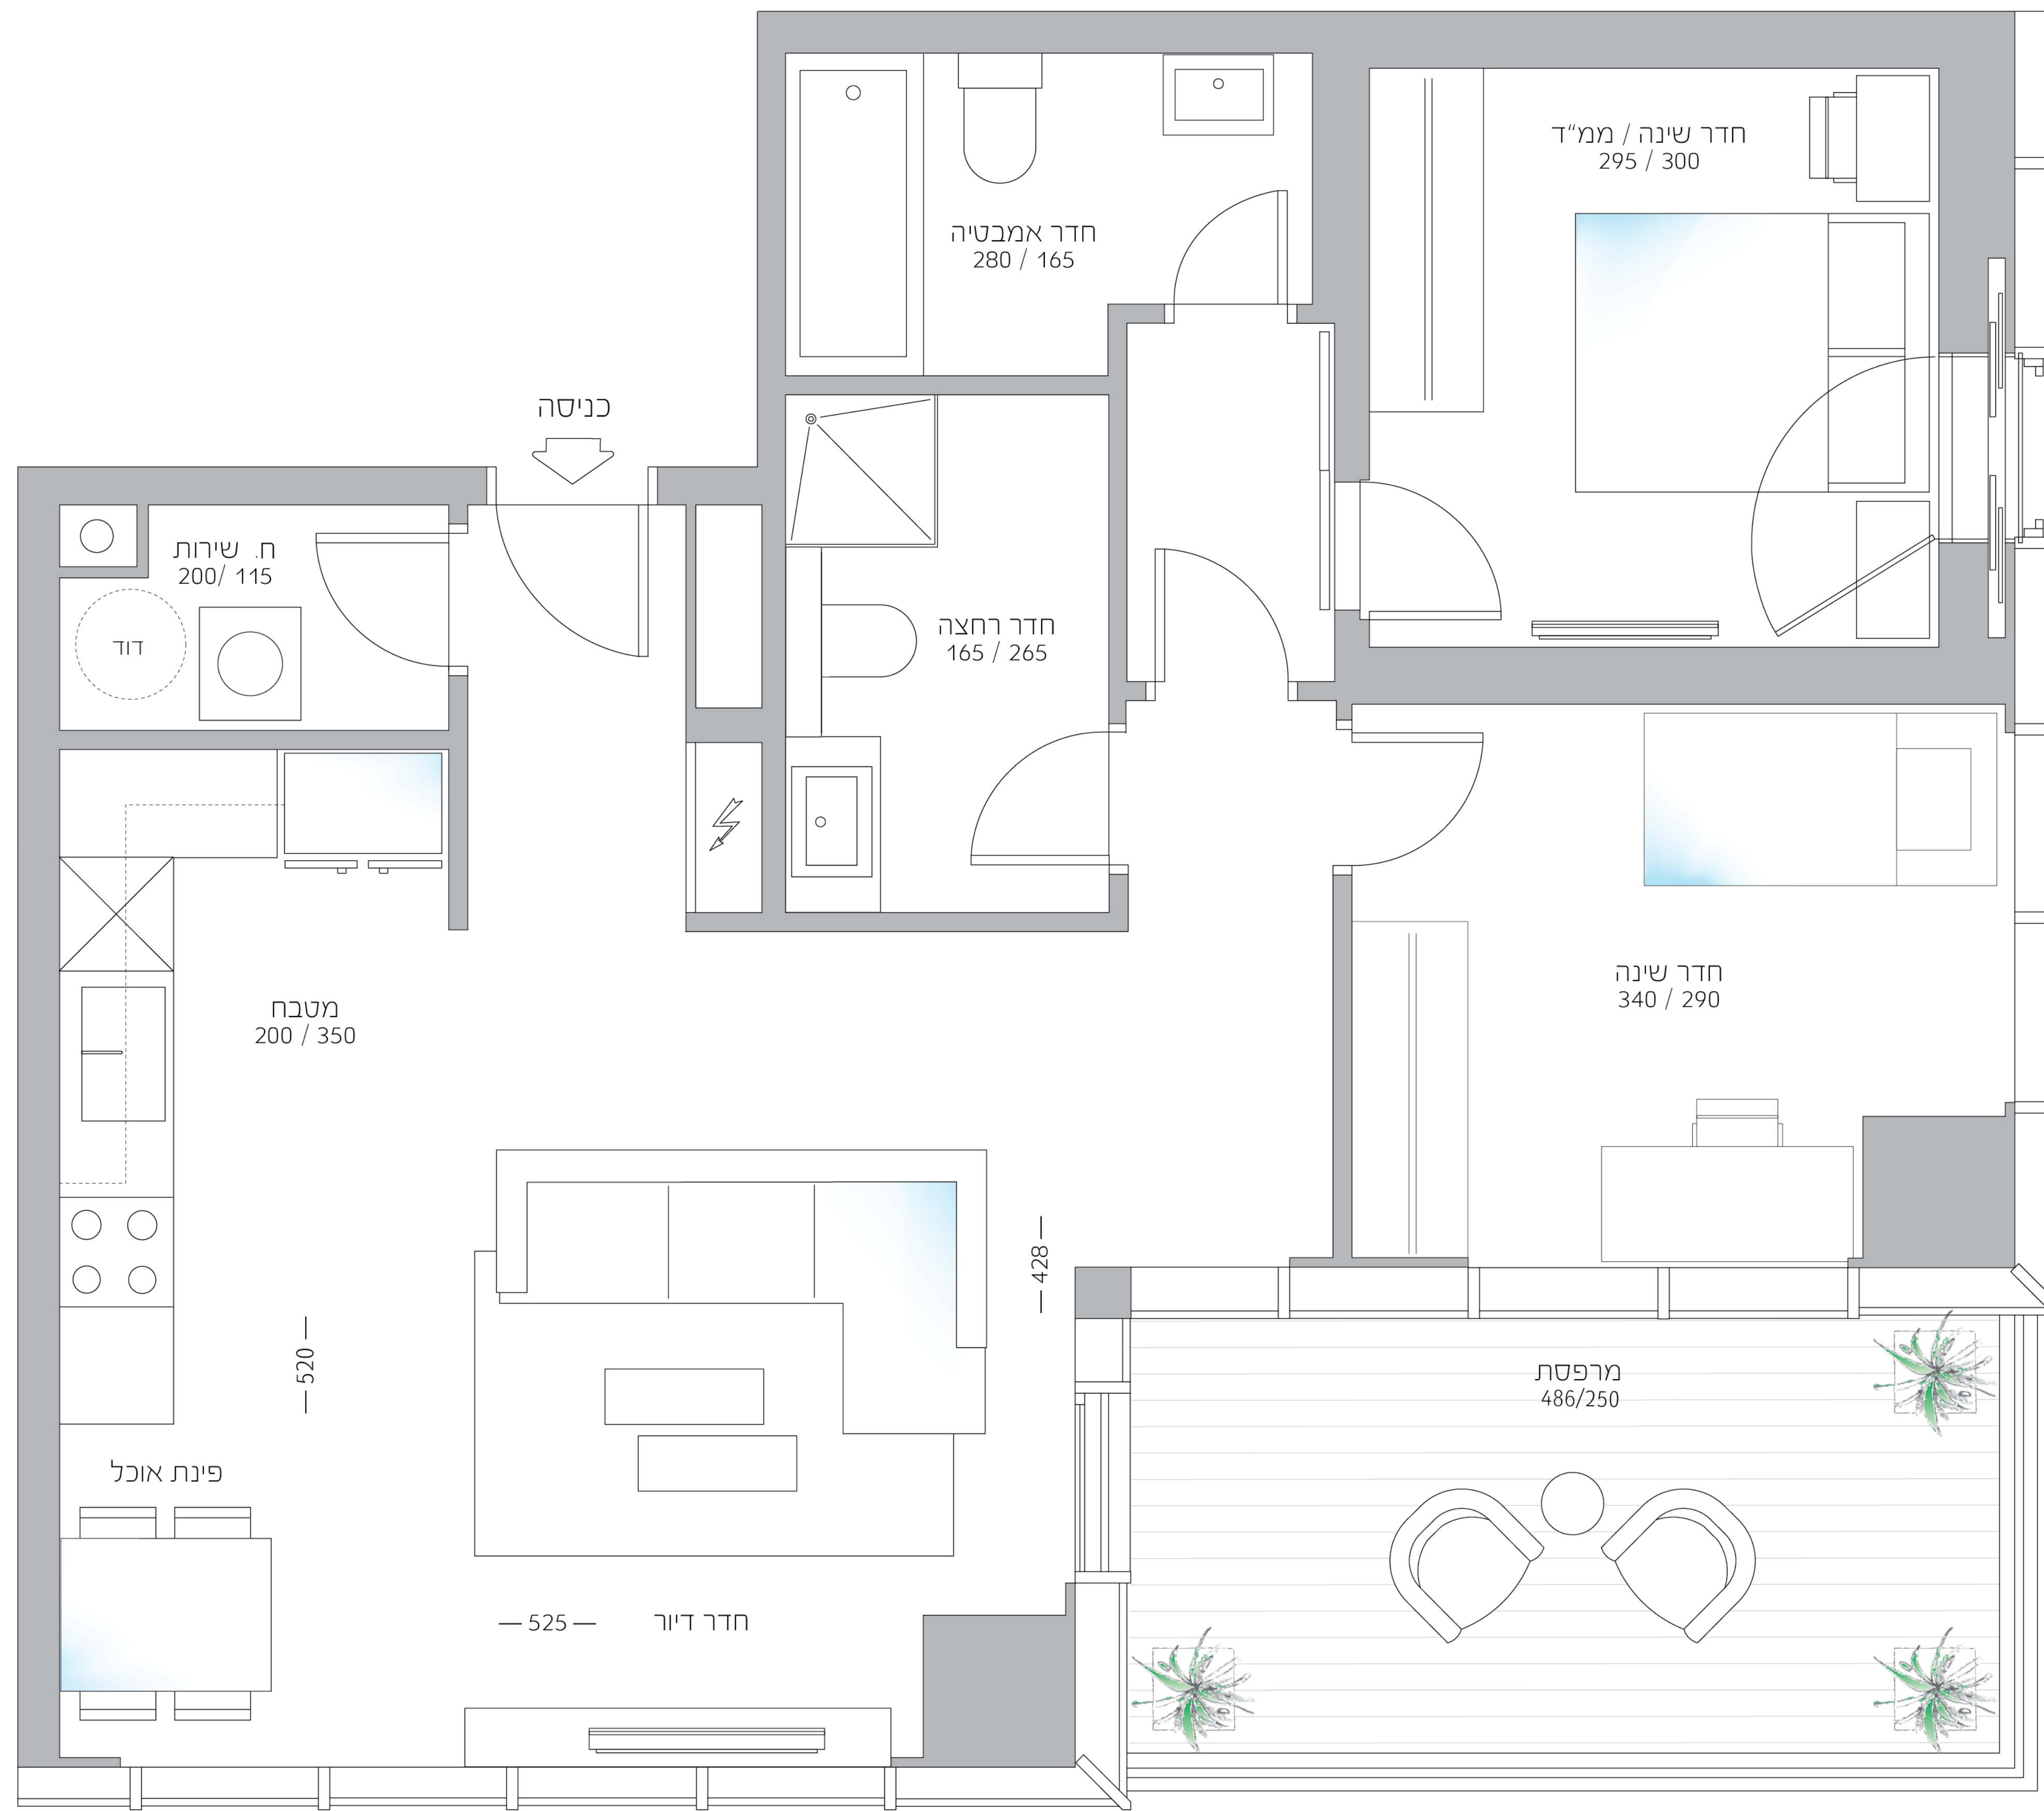 חדר שינה / ממ"ד
295 / 300
חדר אמבטיה
280 / 165
כניסה
ח. שירות
200/ 115
דוד
חדר רחצה
165 / 265
חדר שינה
340 / 290
מטבח
200 / 350
— 428 —
— 520 —
מרפסת
486/250
פינת אוכל
חדר דיור — 525 —